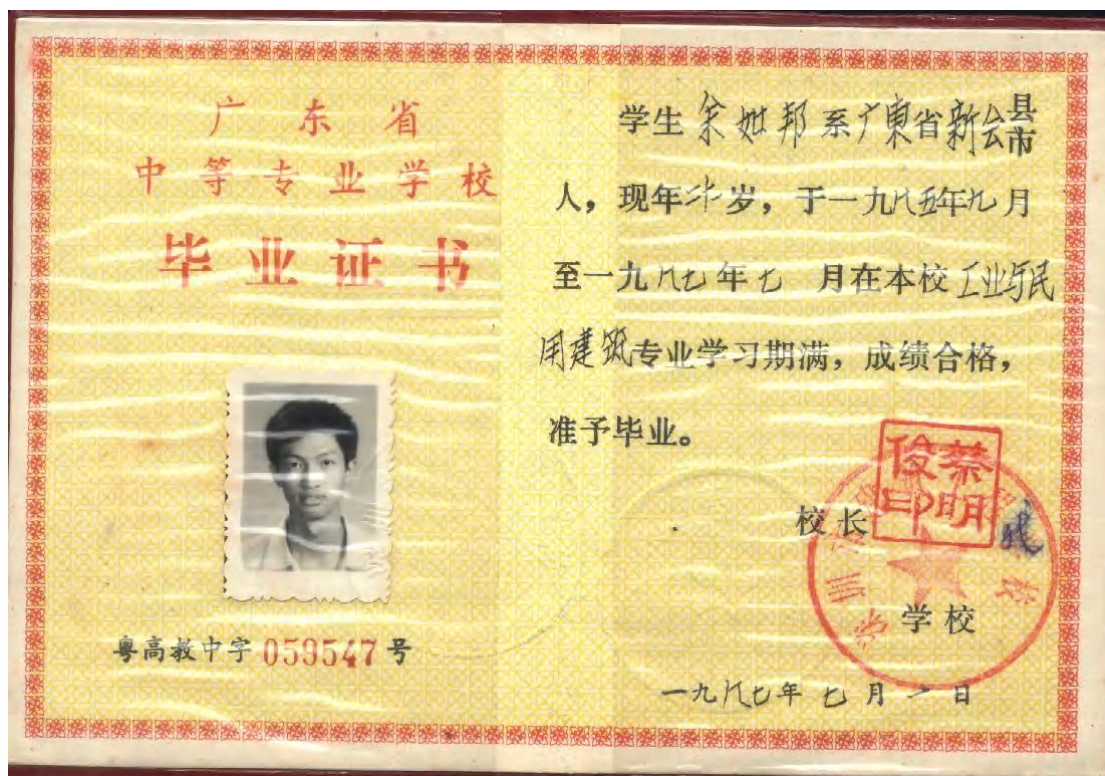 广东省
中等专业学校
毕业证书
粤高教中字 059547 号
学生余姓邦系广東省新会县市
人，现年廿岁，于一九八五年九月
至一九八七年七月在本校工业与民
用建筑专业学习期满，成绩合格，
准予毕业。
校长
蔡明俊印
学校
一九八七年七月一日